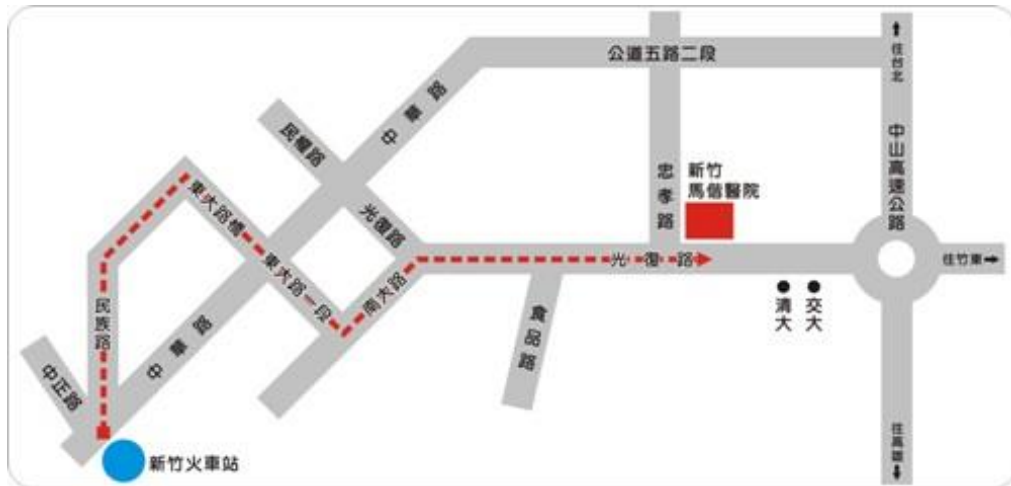 公道五路二段
往台北
中華路
民權路
中山高速公路
忠孝路
新竹
馬偕醫院
東大路橋
光復路
東大路一段
南大路
光復路
往竹東
清大
交大
民族路
中華路
食品路
中正路
往高雄
新竹火車站